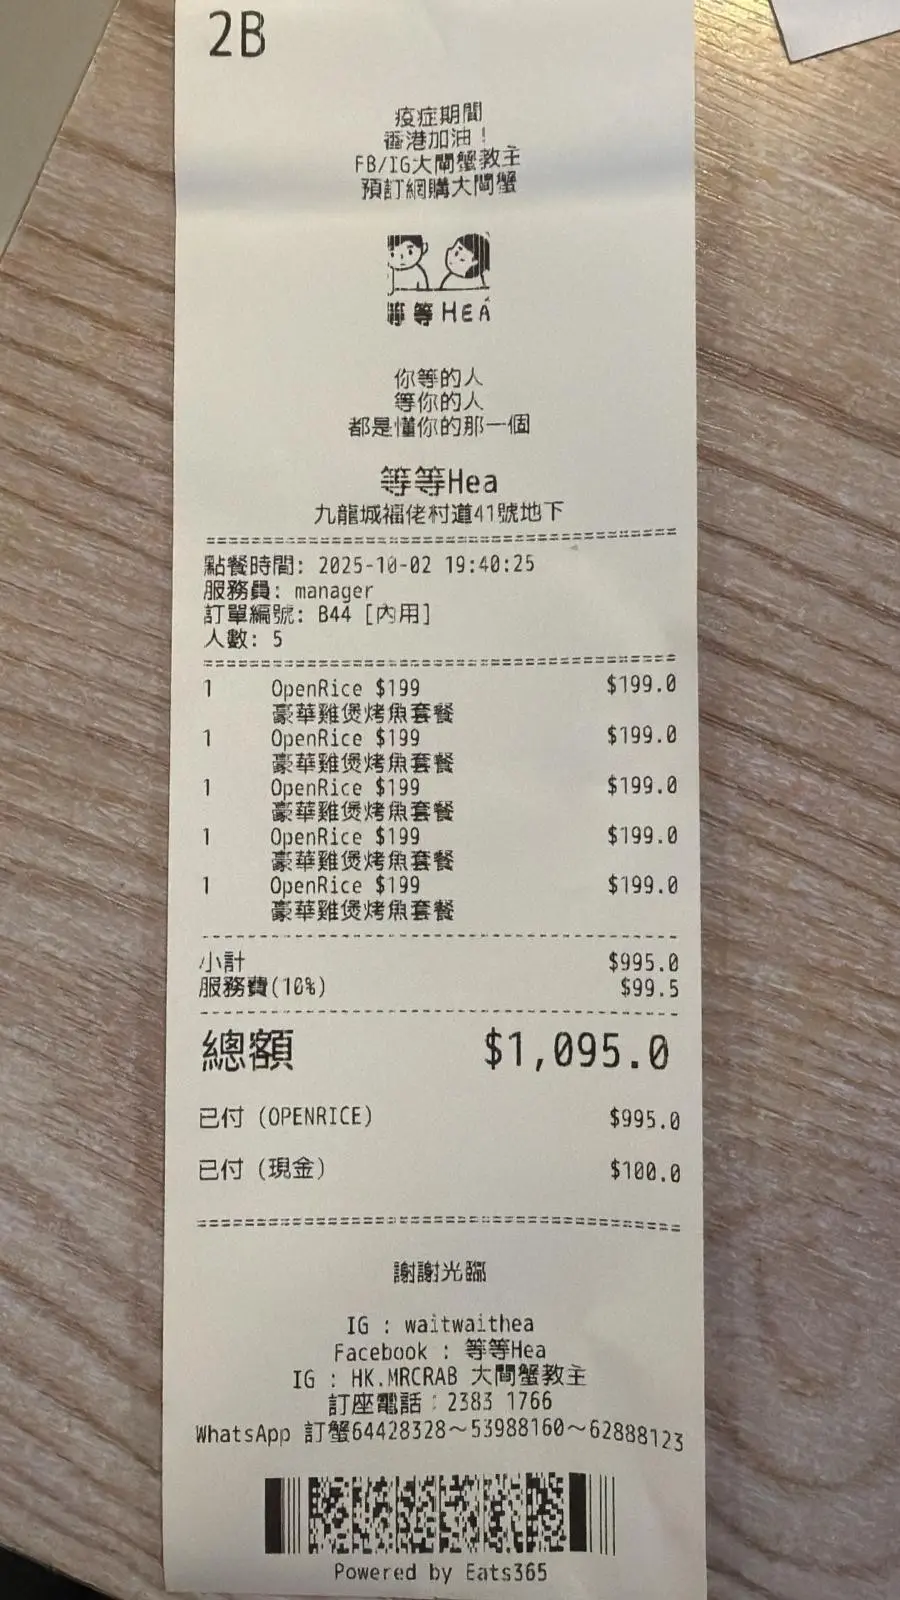 2B
疫症期間
香港加油！
FB/IG大閘蟹教主
預訂網購大閘蟹
等等HEA
你等的人
等你的人
都是懂你的那一個
等等Hea
九龍城福佬村道41號地下
點餐時間: 2025-10-02 19:40:25
服務員: manager
訂單編號: B44 [內用]
人數: 5
1 OpenRice $199 $199.0
豪華雞煲烤魚套餐
1 OpenRice $199 $199.0
豪華雞煲烤魚套餐
1 OpenRice $199 $199.0
豪華雞煲烤魚套餐
1 OpenRice $199 $199.0
豪華雞煲烤魚套餐
1 OpenRice $199 $199.0
豪華雞煲烤魚套餐
小計 $995.0
服務費(10%) $99.5
總額 $1,095.0
已付 (OPENRICE) $995.0
已付 (現金) $100.0
謝謝光臨
IG : waitwaithea
Facebook : 等等Hea
IG : HK.MRCRAB 大閘蟹教主
訂座電話：2383 1766
WhatsApp 訂蟹64428328～53988160～62888123
Powered by Eats365